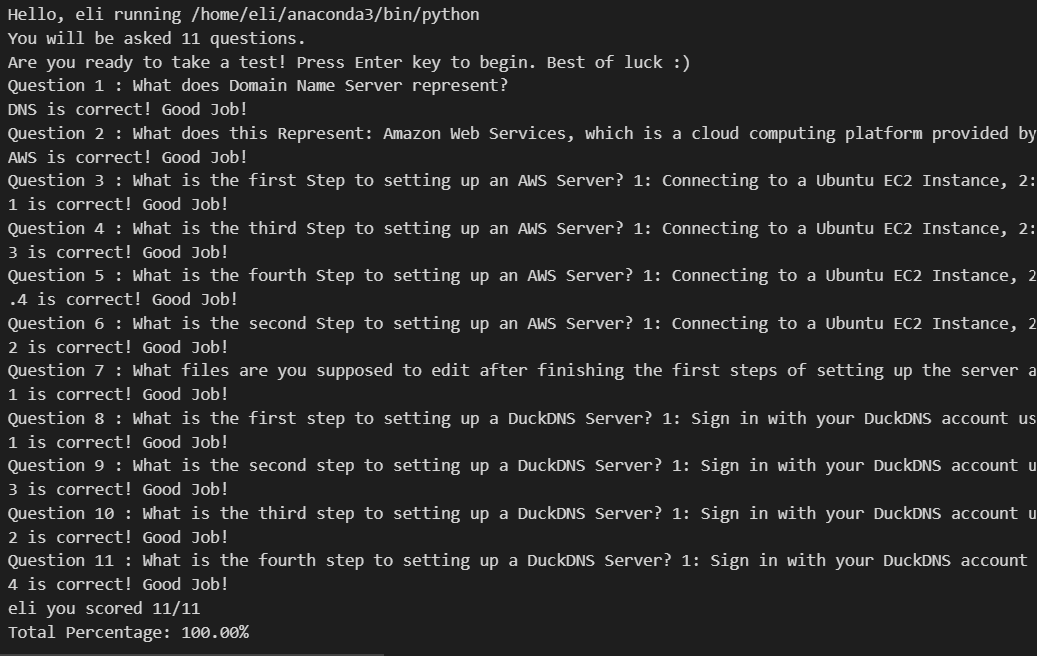 Hello, eli running /home/eli/anaconda3/bin/python
You will be asked 11 questions.
Are you ready to take a test! Press Enter key to begin. Best of luck :)
Question 1 : What does Domain Name Server represent?
DNS is correct! Good Job!
Question 2 : What does this Represent: Amazon Web Services, which is a cloud computing platform provided by
AWS is correct! Good Job!
Question 3 : What is the first Step to setting up an AWS Server? 1: Connecting to a Ubuntu EC2 Instance, 2:
1 is correct! Good Job!
Question 4 : What is the third Step to setting up an AWS Server? 1: Connecting to a Ubuntu EC2 Instance, 2:
3 is correct! Good Job!
Question 5 : What is the fourth Step to setting up an AWS Server? 1: Connecting to a Ubuntu EC2 Instance, 2
.4 is correct! Good Job!
Question 6 : What is the second Step to setting up an AWS Server? 1: Connecting to a Ubuntu EC2 Instance, 2
2 is correct! Good Job!
Question 7 : What files are you supposed to edit after finishing the first steps of setting up the server a
1 is correct! Good Job!
Question 8 : What is the first step to setting up a DuckDNS Server? 1: Sign in with your DuckDNS account us
1 is correct! Good Job!
Question 9 : What is the second step to setting up a DuckDNS Server? 1: Sign in with your DuckDNS account u
3 is correct! Good Job!
Question 10 : What is the third step to setting up a DuckDNS Server? 1: Sign in with your DuckDNS account u
2 is correct! Good Job!
Question 11 : What is the fourth step to setting up a DuckDNS Server? 1: Sign in with your DuckDNS account
4 is correct! Good Job!
eli you scored 11/11
Total Percentage: 100.00%